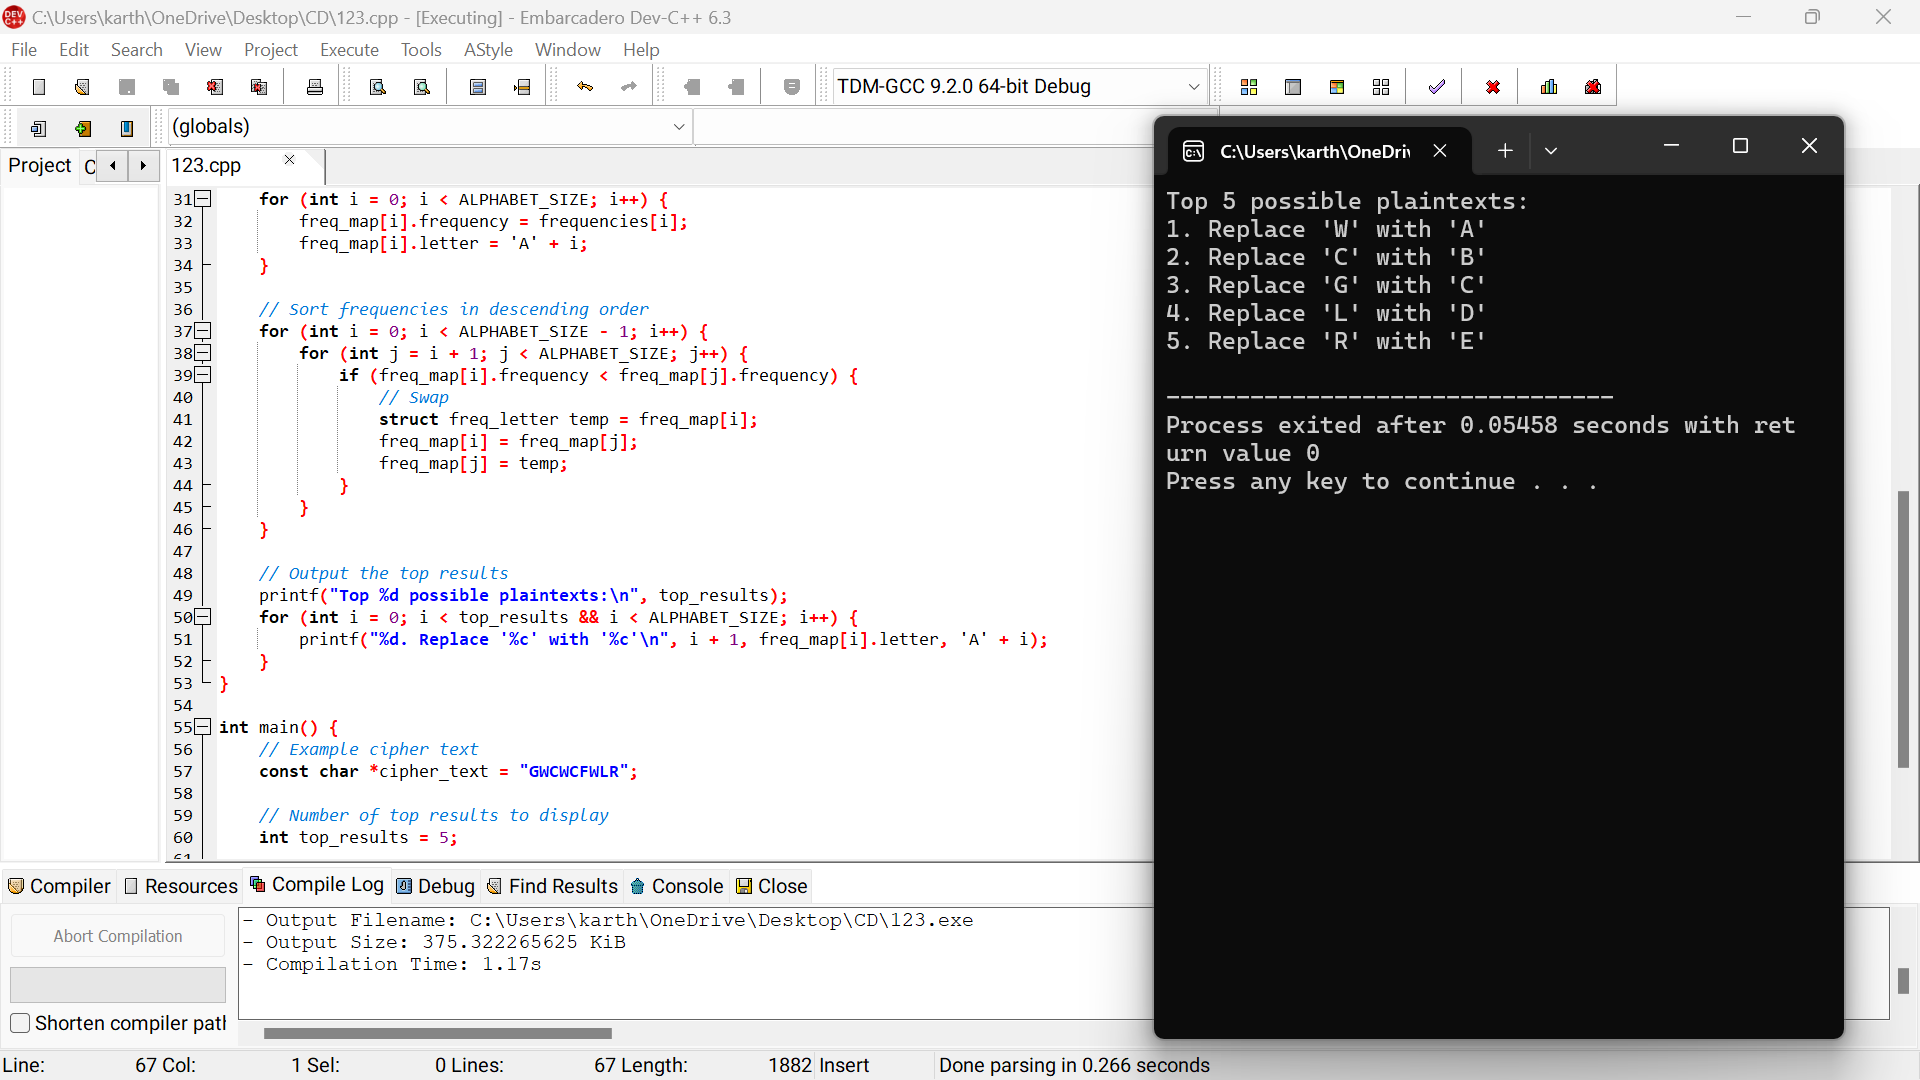 C:\Users\karth\OneDrive\Desktop\CD\123.cpp - [Executing] - Embarcadero Dev-C++ 6.3
File Edit Search View Project Execute Tools AStyle Window Help
TDM-GCC 9.2.0 64-bit Debug
(globals)
Project
123.cpp
31 for (int i = 0; i < ALPHABET_SIZE; i++) {
32 freq_map[i].frequency = frequencies[i];
33 freq_map[i].letter = 'A' + i;
34 }
35
36 // Sort frequencies in descending order
37 for (int i = 0; i < ALPHABET_SIZE - 1; i++) {
38 for (int j = i + 1; j < ALPHABET_SIZE; j++) {
39 if (freq_map[i].frequency < freq_map[j].frequency) {
40 // Swap
41 struct freq_letter temp = freq_map[i];
42 freq_map[i] = freq_map[j];
43 freq_map[j] = temp;
44 }
45 }
46 }
47
48 // Output the top results
49 printf("Top %d possible plaintexts:\n", top_results);
50 for (int i = 0; i < top_results && i < ALPHABET_SIZE; i++) {
51 printf("%d. Replace '%c' with '%c'\n", i + 1, freq_map[i].letter, 'A' + i);
52 }
53 }
54
55 int main() {
56 // Example cipher text
57 const char *cipher_text = "GWCWCFWLR";
58
59 // Number of top results to display
60 int top_results = 5;
61
C:\Users\karth\OneDri
Top 5 possible plaintexts:
1. Replace 'W' with 'A'
2. Replace 'C' with 'B'
3. Replace 'G' with 'C'
4. Replace 'L' with 'D'
5. Replace 'R' with 'E'
--------------------------------
Process exited after 0.05458 seconds with ret
urn value 0
Press any key to continue . . .
Compiler Resources Compile Log Debug Find Results Console Close
Abort Compilation
Shorten compiler pat
- Output Filename: C:\Users\karth\OneDrive\Desktop\CD\123.exe
- Output Size: 375.322265625 KiB
- Compilation Time: 1.17s
Line: 67 Col: 1 Sel: 0 Lines: 67 Length: 1882 Insert Done parsing in 0.266 seconds